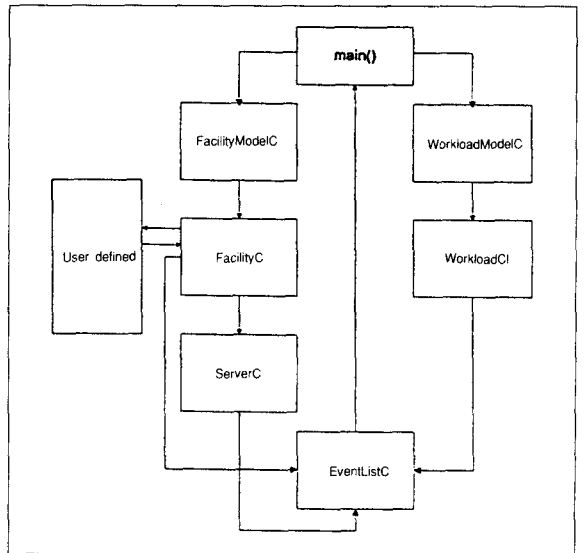 main()
FacilityModelC
WorkloadModelC
User defined
FacilityC
WorkloadCl
ServerC
EventListC